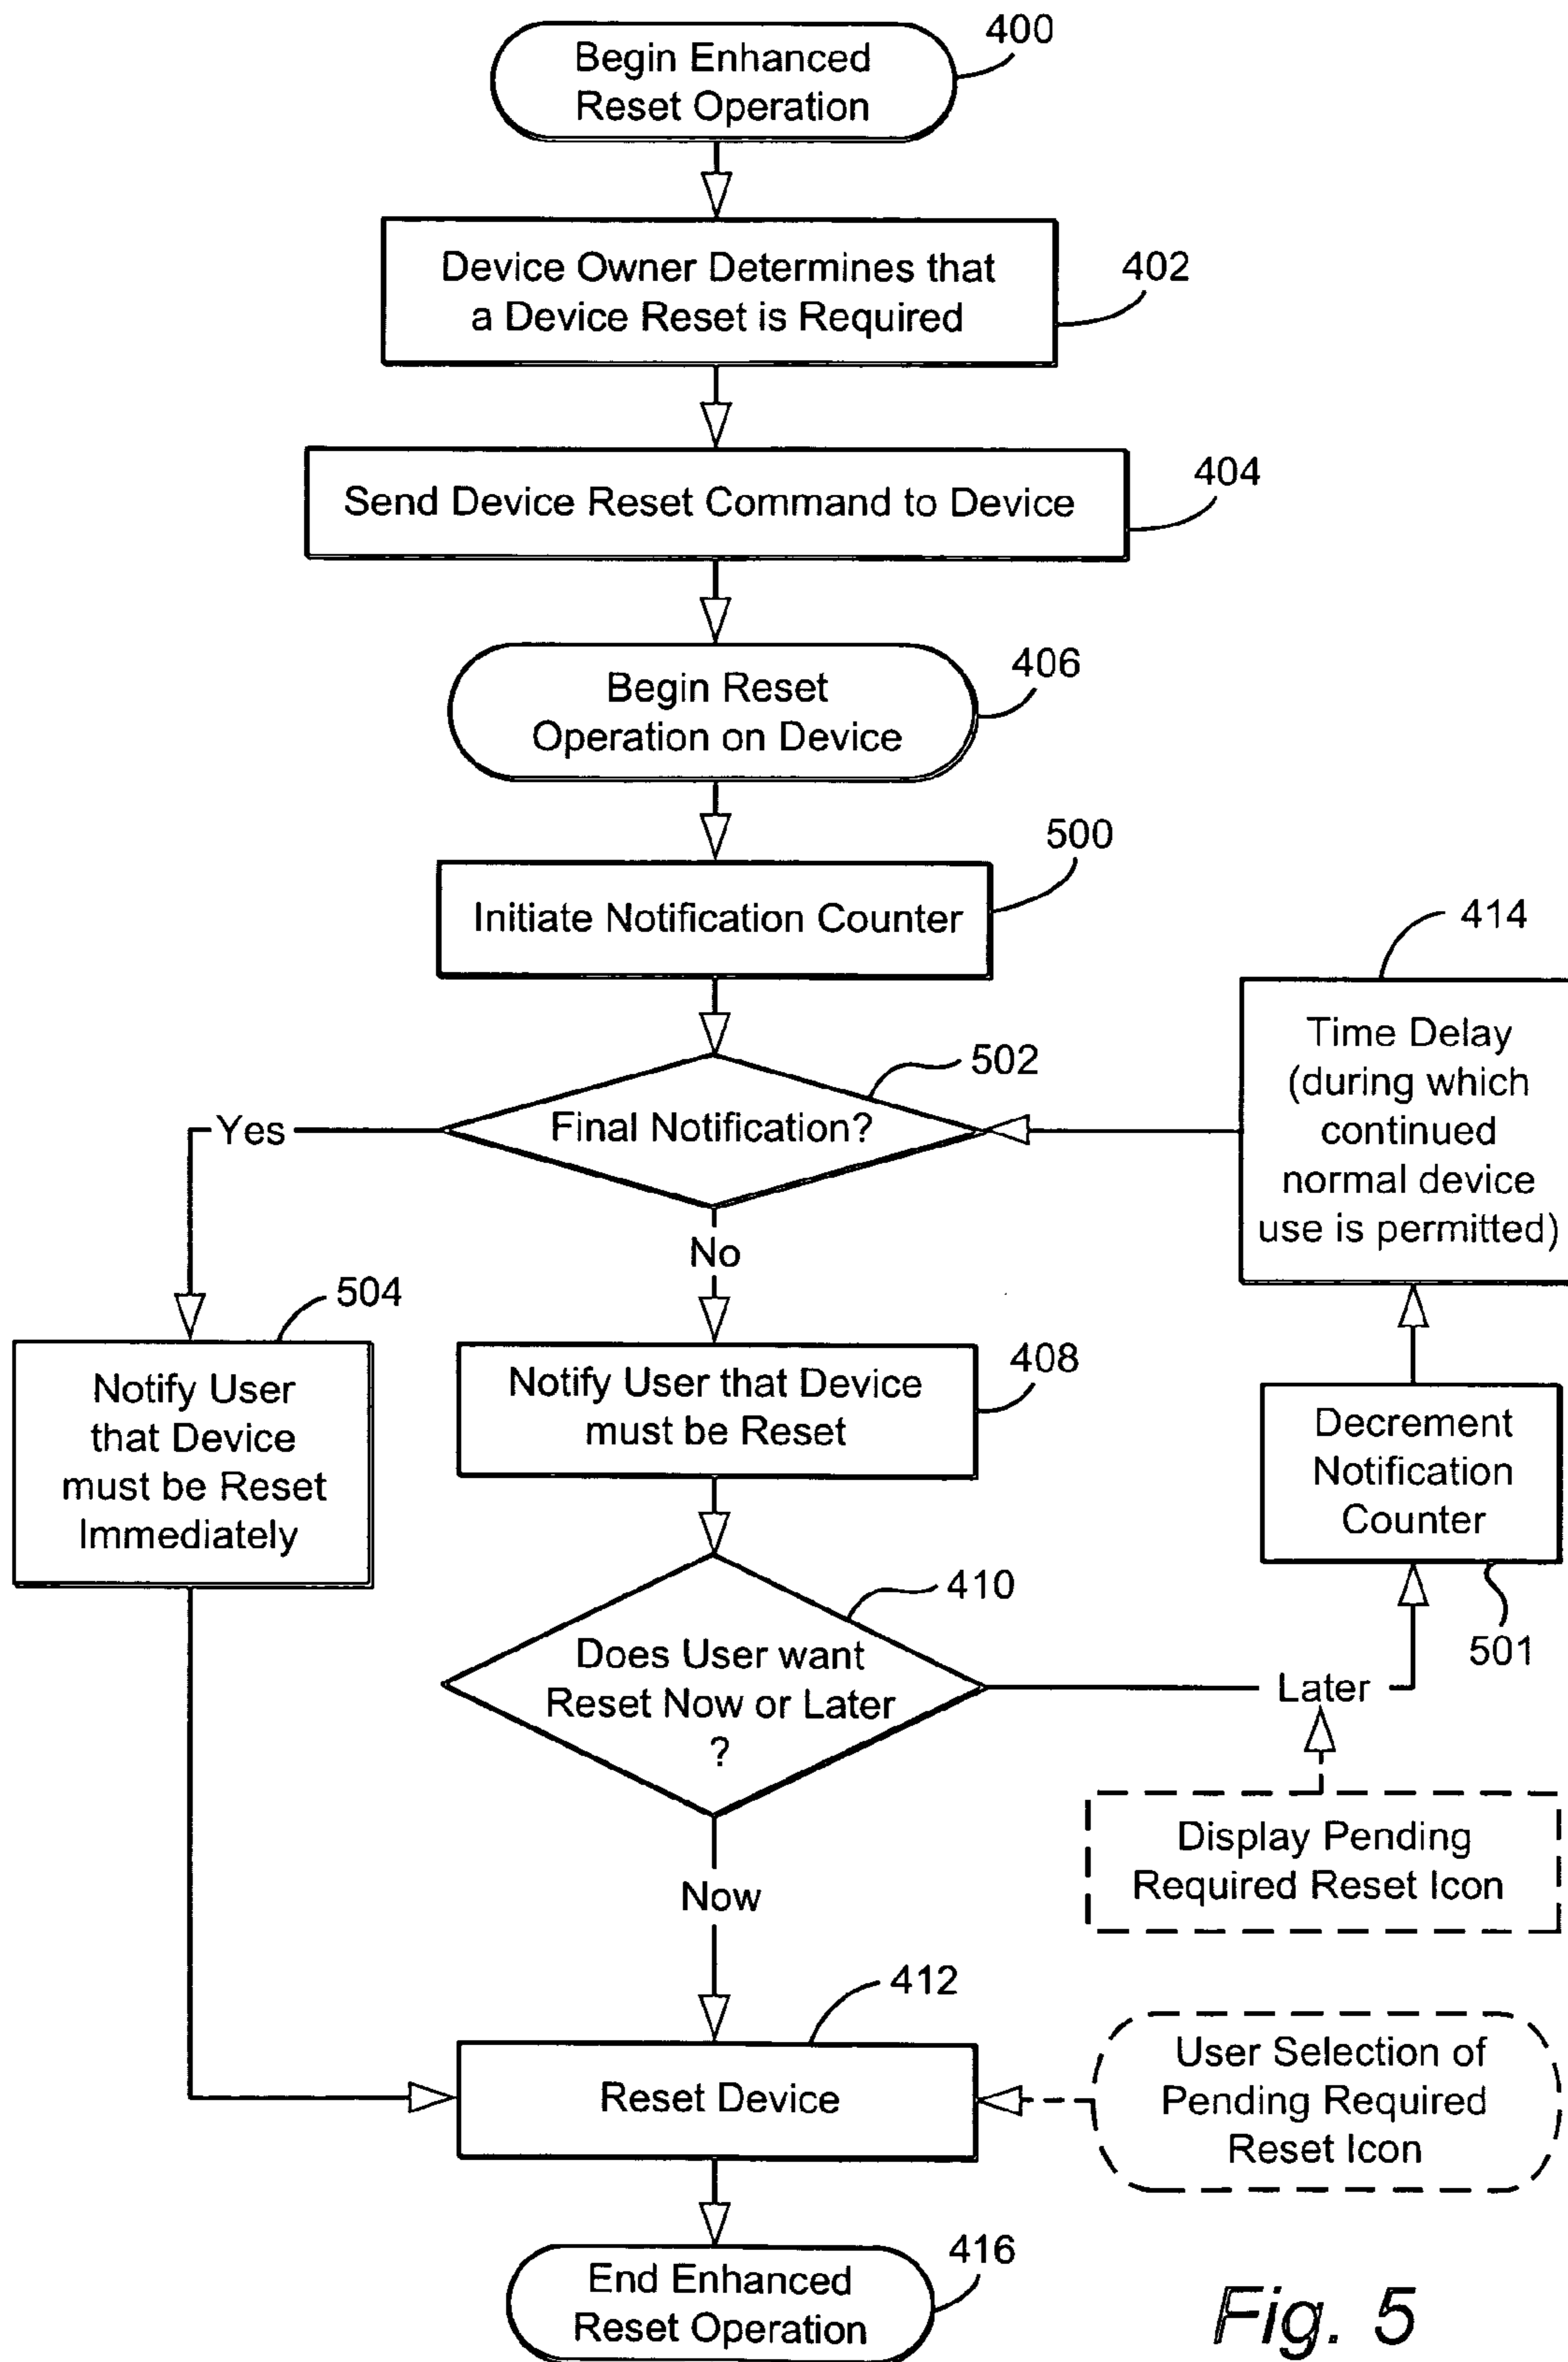 Begin Enhanced
Reset Operation
400
Device Owner Determines that
a Device Reset is Required
402
Send Device Reset Command to Device
404
Begin Reset
Operation on Device
406
Initiate Notification Counter
500
414
Time Delay
(during which
continued
normal device
use is permitted)
Final Notification?
502
Yes
No
504
Notify User
that Device
must be Reset
Immediately
Notify User that Device
must be Reset
408
Decrement
Notification
Counter
501
Does User want
Reset Now or Later
?
410
Later
Display Pending
Required Reset Icon
Now
Reset Device
412
User Selection of
Pending Required
Reset Icon
End Enhanced
Reset Operation
416
Fig. 5